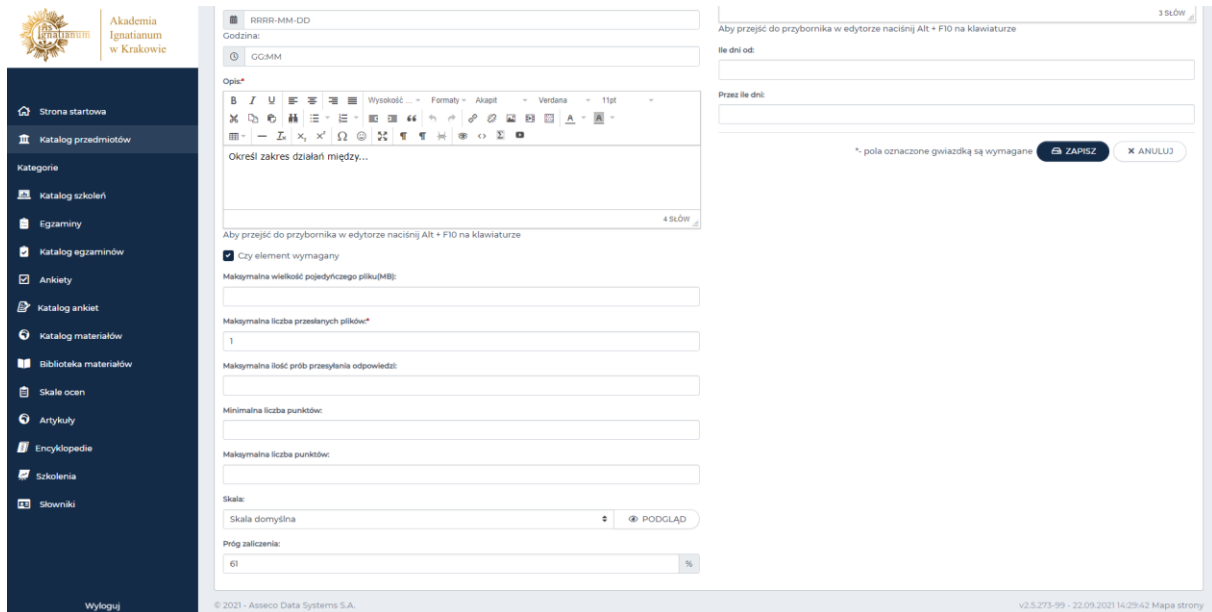 As
Ignatianum
Akademia
Ignatianum
w Krakowie
Strona startowa
Katalog przedmiotów
Kategorie
Katalog szkoleń
Egzaminy
Katalog egzaminów
Ankiety
Katalog ankiet
Katalog materiałów
Biblioteka materiałów
Skale ocen
Artykuły
Encyklopedie
Szkolenia
Słowniki
Wyloguj
RRRR-MM-DD
Godzina:
GG:MM
Opis:*
B I U Wysokość ... Formaty Akapit Verdana 11pt
A A
Ix x₁ x² Ω ¶ ¶ <> Σ
Określ zakres działań między...
4 SŁÓW
Aby przejść do przybornika w edytorze naciśnij Alt + F10 na klawiaturze
Czy element wymagany
Maksymalna wielkość pojedyńczego pliku(MB):
Maksymalna liczba przesłanych plików:*
1
Maksymalna ilość prób przesyłania odpowiedzi:
Minimalna liczba punktów:
Maksymalna liczba punktów:
Skala:
Skala domyślna PODGLĄD
Próg zaliczenia:
61 %
3 SŁÓW
Aby przejść do przybornika w edytorze naciśnij Alt + F10 na klawiaturze
Ile dni od:
Przez ile dni:
*- pola oznaczone gwiazdką są wymagane ZAPISZ ANULUJ
© 2021 - Asseco Data Systems S.A.
v2.5.273-99 - 22.09.2021 14:29:42 Mapa strony